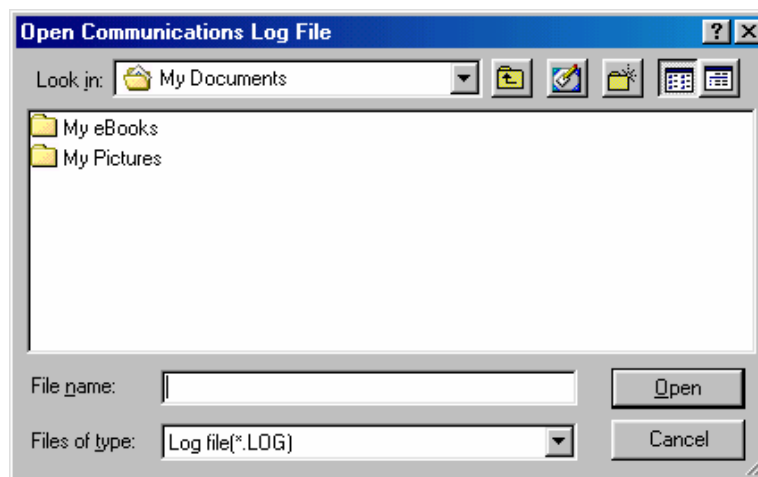 Open Communications Log File
Look in: My Documents
My eBooks
My Pictures
File name: Open
Files of type: Log file(*.LOG) Cancel